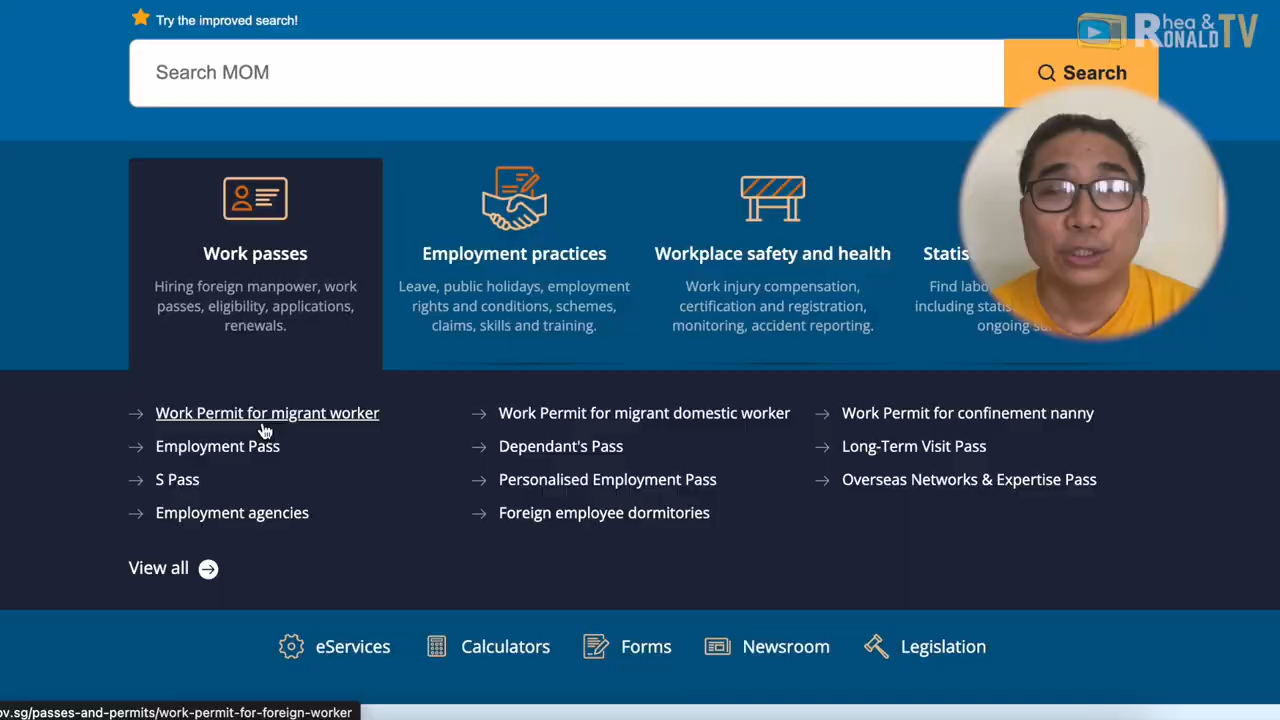 Try the improved search!
Rhea &
RONALDTV
Search MOM
Search
Work passes
Hiring foreign manpower, work
passes, eligibility, applications,
renewals.
Employment practices
Leave, public holidays, employment
rights and conditions, schemes,
claims, skills and training.
Workplace safety and health
Work injury compensation,
certification and registration,
monitoring, accident reporting.
Find
including
ongoing
Work Permit for migrant worker
Work Permit for migrant domestic worker
Work Permit for confinement nanny
Employment Pass
Dependant's Pass
Long-Term Visit Pass
S Pass
Personalised Employment Pass
Overseas Networks & Expertise Pass
Employment agencies
Foreign employee dormitories
View all
eServices
Calculators
Forms
Newsroom
Legislation
ov.sg/passes-and-permits/work-permit-for-foreign-worker